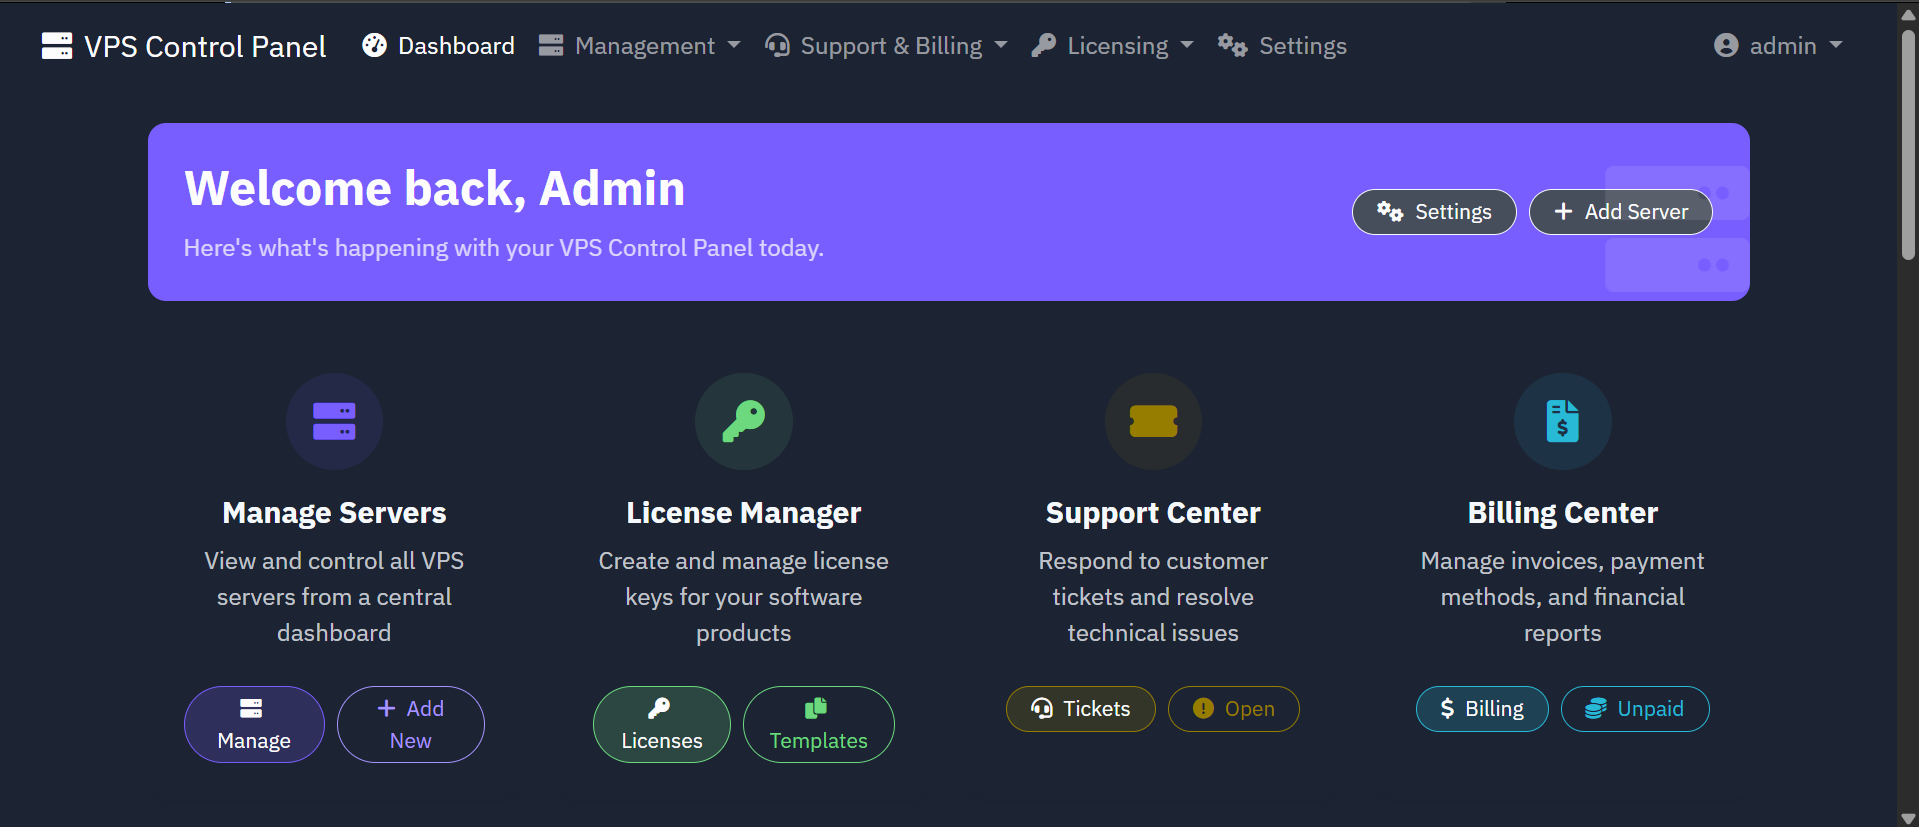 VPS Control Panel Dashboard Management Support & Billing Licensing Settings admin
Welcome back, Admin
Here's what's happening with your VPS Control Panel today.
Settings Add Server
Manage Servers
View and control all VPS
servers from a central
dashboard
Manage
Add
New
License Manager
Create and manage license
keys for your software
products
Licenses
Templates
Support Center
Respond to customer
tickets and resolve
technical issues
Tickets Open
Billing Center
Manage invoices, payment
methods, and financial
reports
$ Billing Unpaid